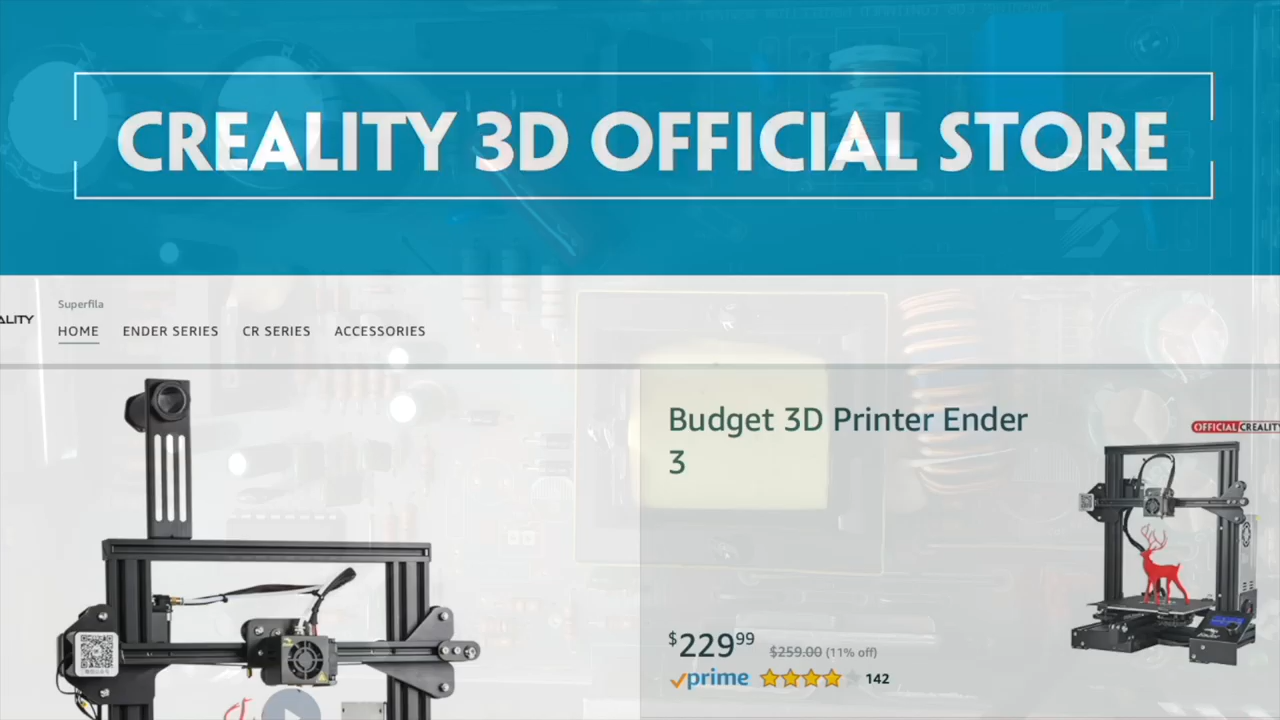 CREALITY 3D OFFICIAL STORE
Superfila
ALITY
HOME ENDER SERIES CR SERIES ACCESSORIES
Budget 3D Printer Ender
3
OFFICIAL CREALITY
$229.99 $259.00 (11% off)
prime 142